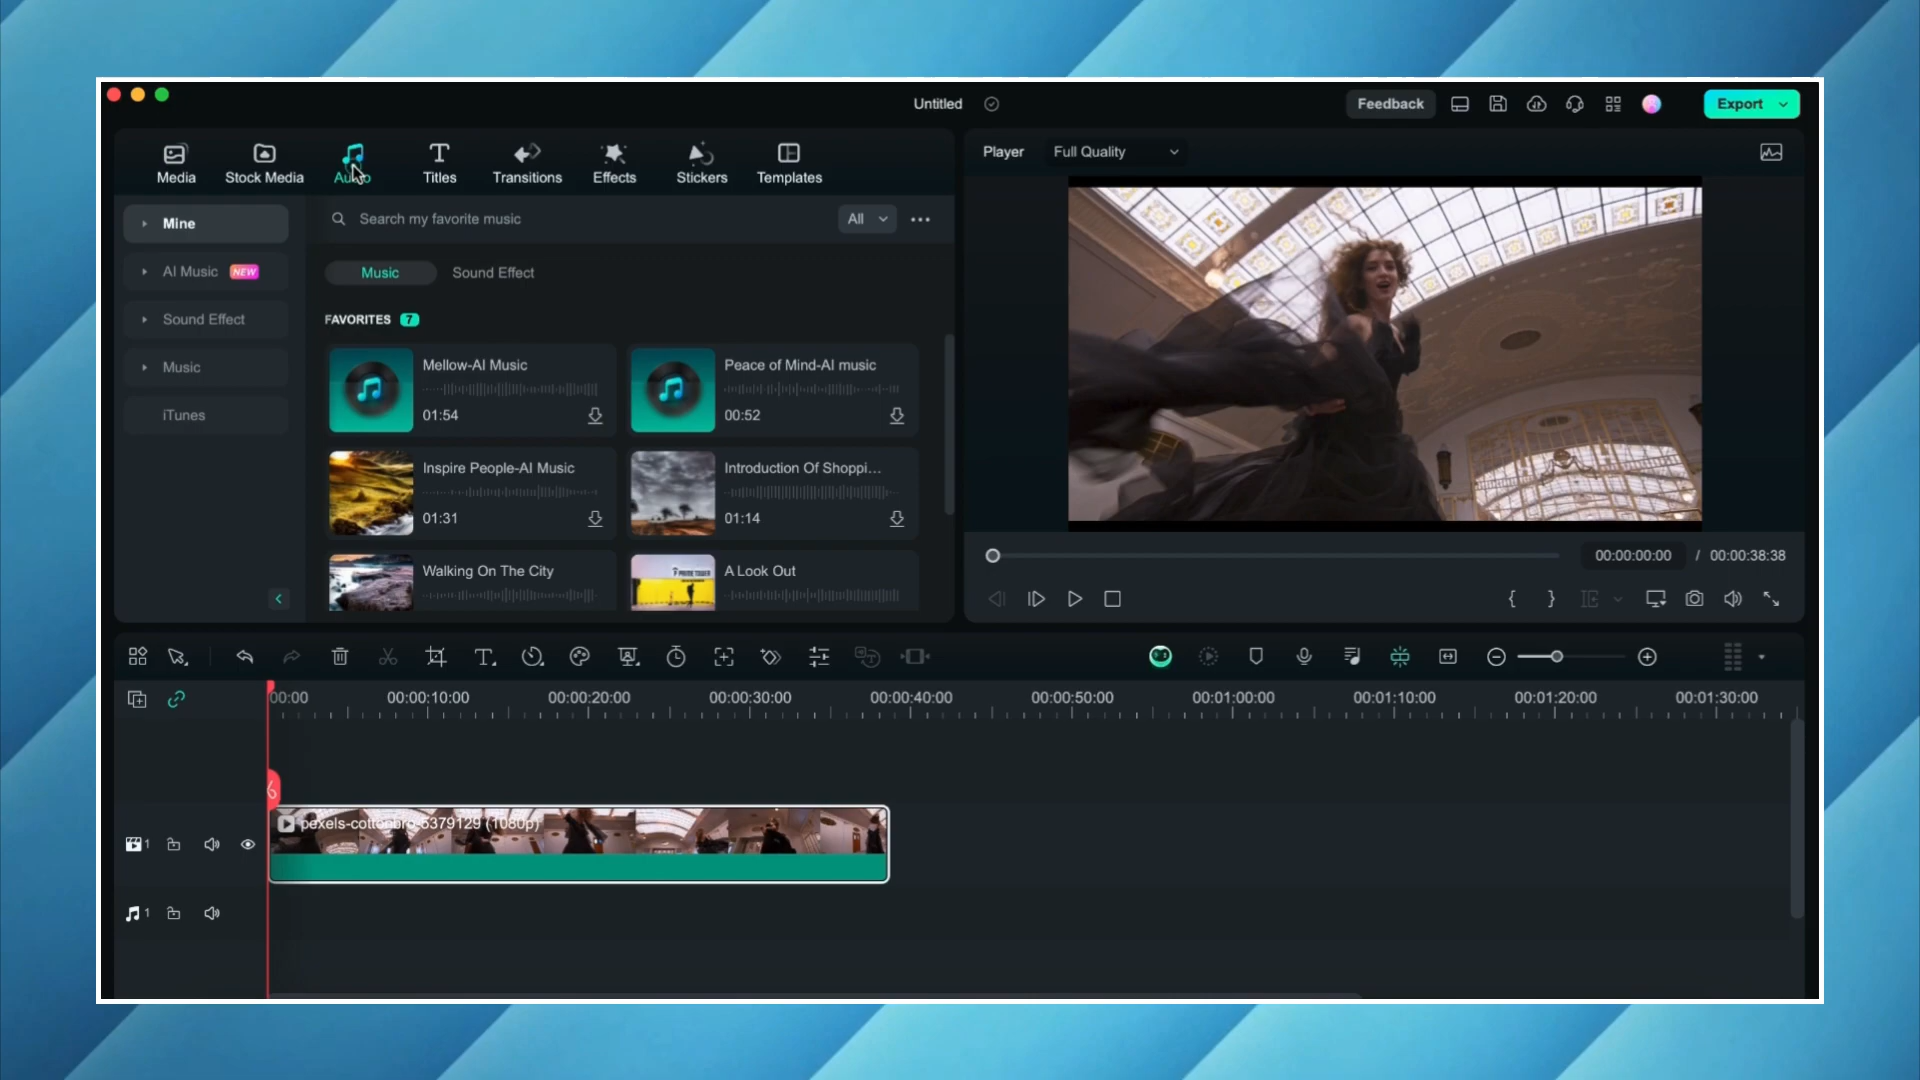 Untitled
Feedback
Export
Media
Stock Media
Audio
Titles
Transitions
Effects
Stickers
Templates
Player
Full Quality
Mine
AI Music NEW
Sound Effect
Music
iTunes
Search my favorite music
All
Music
Sound Effect
FAVORITES 7
Mellow-AI Music
01:54
Peace of Mind-AI music
00:52
Inspire People-AI Music
01:31
Introduction Of Shoppi...
01:14
Walking On The City
A Look Out
00:00:00:00 / 00:00:38:38
00:00
00:00:10:00
00:00:20:00
00:00:30:00
00:00:40:00
00:00:50:00
00:01:00:00
00:01:10:00
00:01:20:00
00:01:30:00
pexels-cottonbro-5379129 (1080p)
1
1